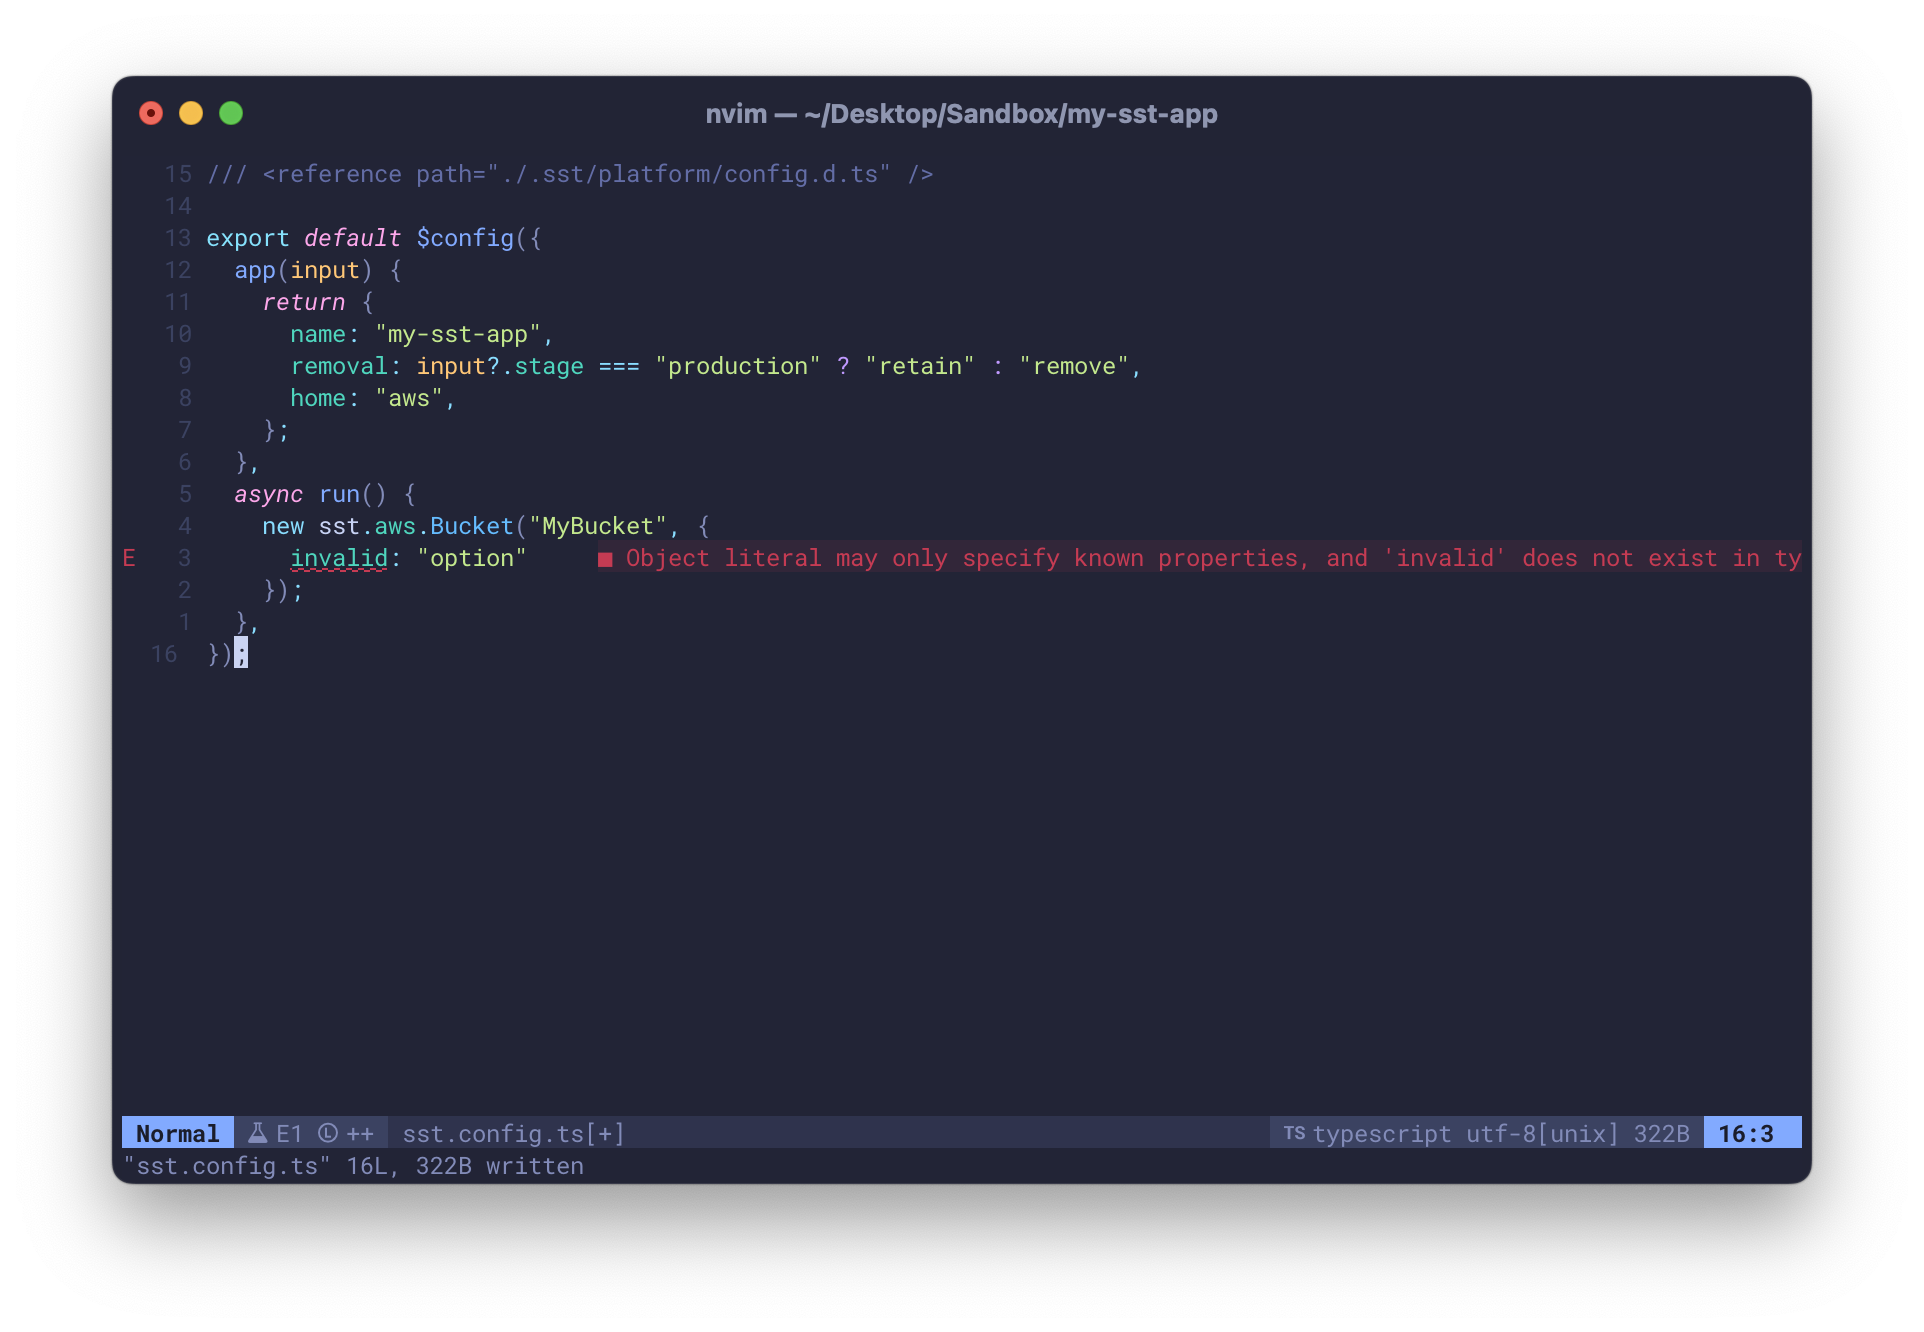 nvim — ~/Desktop/Sandbox/my-sst-app
15 /// <reference path="./.sst/platform/config.d.ts" />
14
13 export default $config({
12   app(input) {
11     return {
10       name: "my-sst-app",
9       removal: input?.stage === "production" ? "retain" : "remove",
8       home: "aws",
7     };
6   },
5   async run() {
4     new sst.aws.Bucket("MyBucket", {
E 3       invalid: "option"     ■ Object literal may only specify known properties, and 'invalid' does not exist in ty
2     });
1   },
16  });
Normal E1 Ⓛ ++ sst.config.ts[+] TS typescript utf-8[unix] 322B 16:3
"sst.config.ts" 16L, 322B written